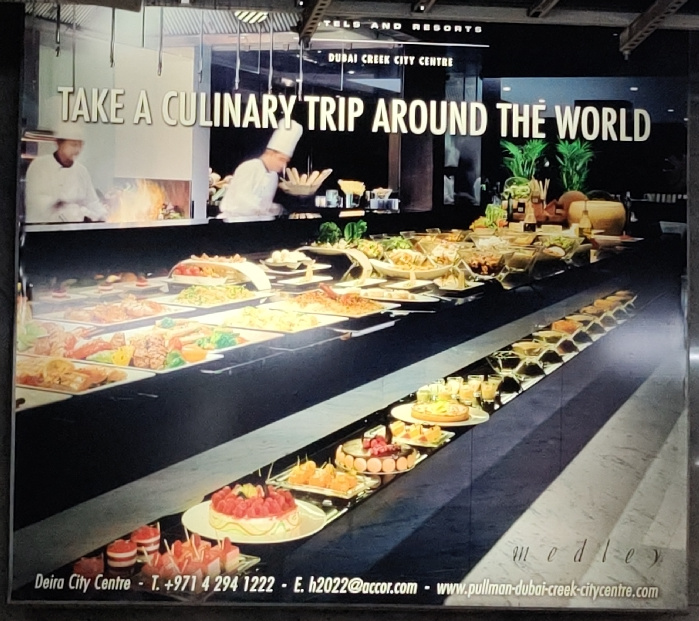 HOTELS AND RESORTS
DUBAI CREEK CITY CENTRE
TAKE A CULINARY TRIP AROUND THE WORLD
medley
Deira City Centre - T. +971 4 294 1222 - E. h2022@accor.com - www.pullman-dubai-creek-citycentre.com